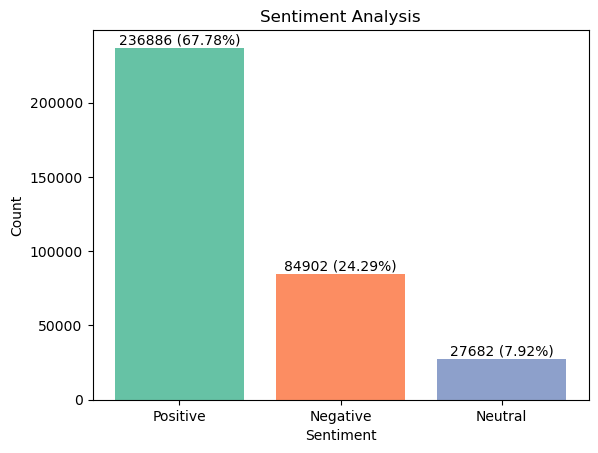 Sentiment Analysis
236886 (67.78%)
84902 (24.29%)
27682 (7.92%)
200000
150000
100000
50000
0
Count
Positive
Negative
Neutral
Sentiment